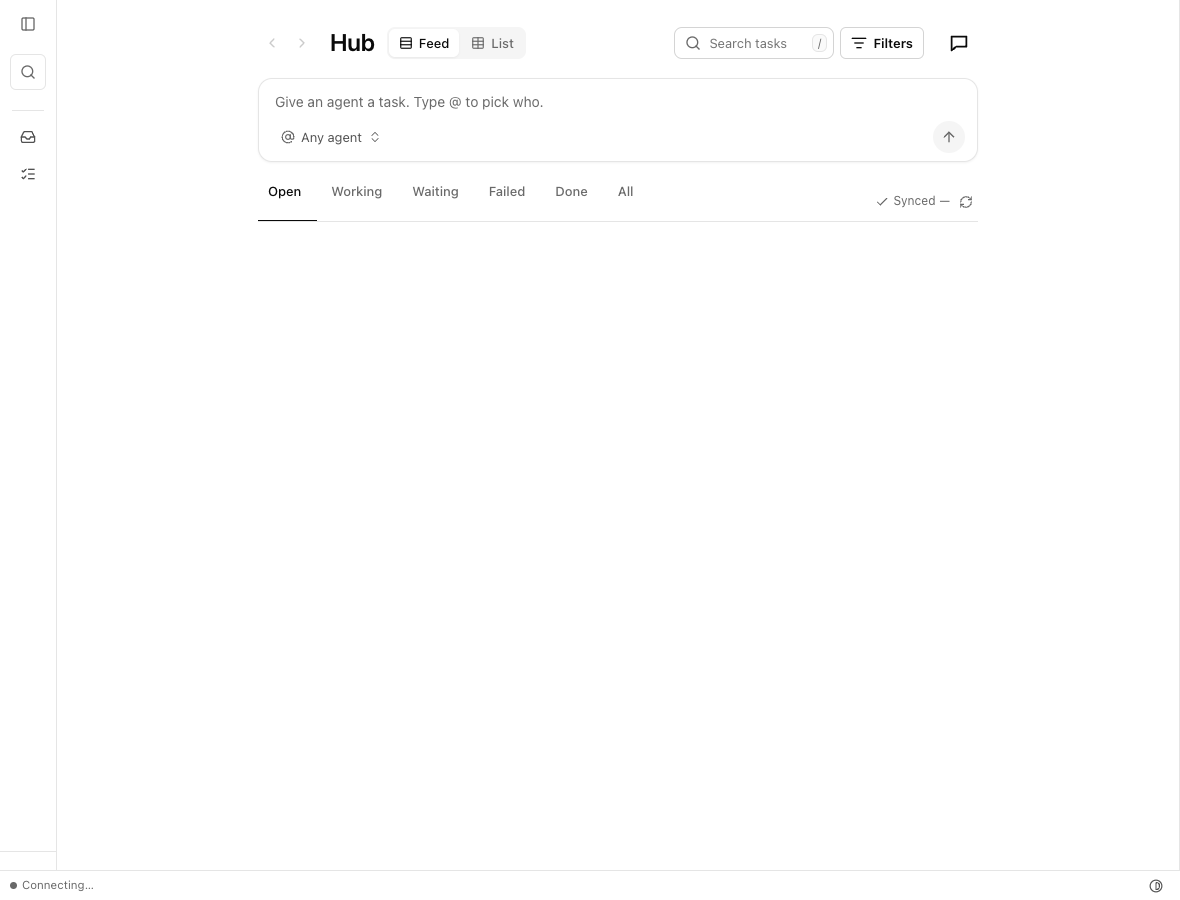 Hub
Feed
List
Search tasks
/
Filters
Give an agent a task. Type @ to pick who.
@ Any agent
Open
Working
Waiting
Failed
Done
All
Synced —
Connecting...